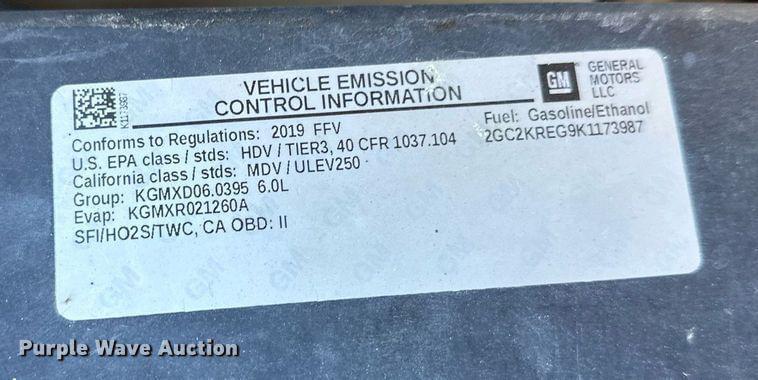 VEHICLE EMISSION
CONTROL INFORMATION
GM
GENERAL
MOTORS
LLC
K1173987
Conforms to Regulations: 2019 FFV
Fuel: Gasoline/Ethanol
U.S. EPA class / stds: HDV / TIER3, 40 CFR 1037.104
2GC2KREG9K1173987
California class / stds: MDV / ULEV250
Group: KGMXD06.0395 6.0L
Evap: KGMXR021260A
SFI/HO2S/TWC, CA OBD: II
Purple Wave Auction